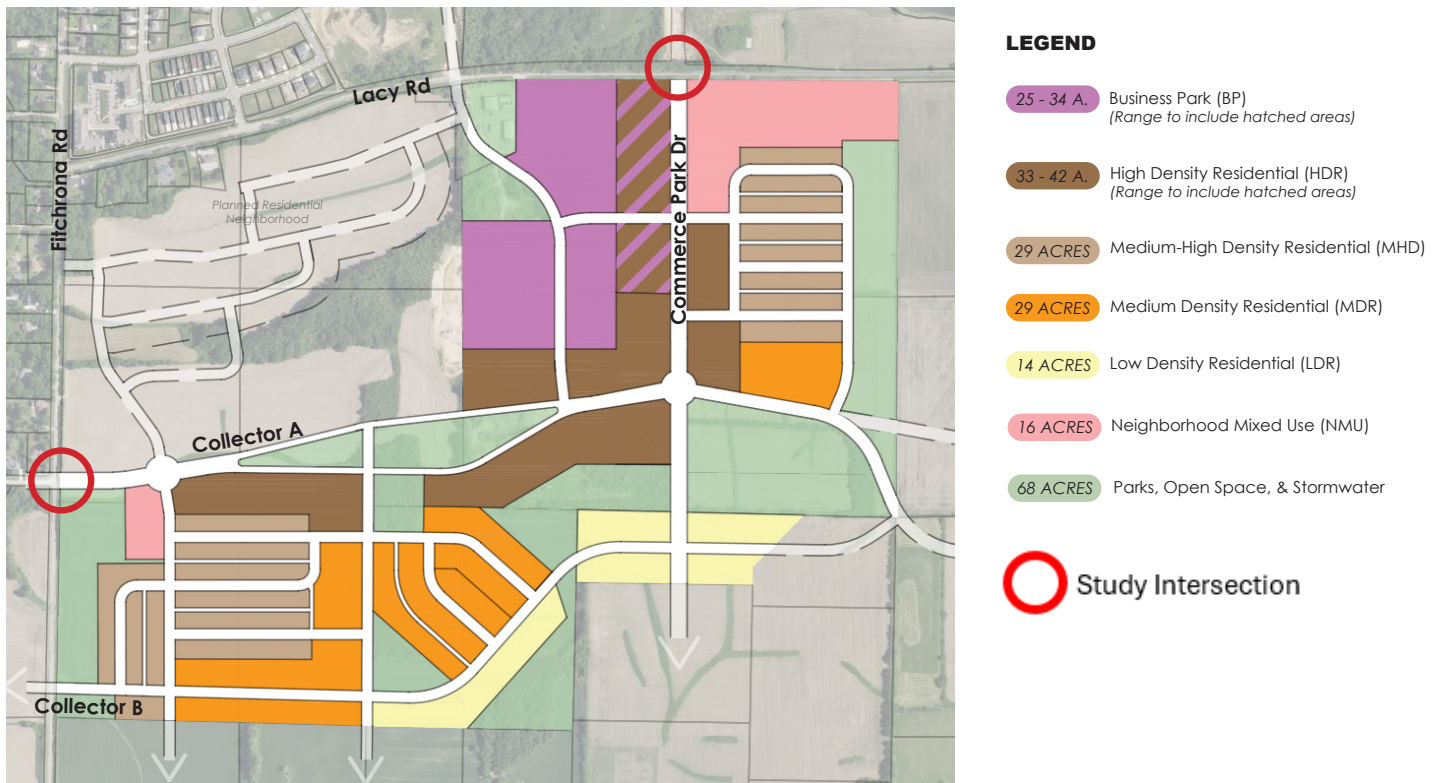 Lacy Rd
Fitchrona Rd
Planned Residential
Neighborhood
Commerce Park Dr
Collector A
Collector B
LEGEND
25 - 34 A. Business Park (BP)
(Range to include hatched areas)
33 - 42 A. High Density Residential (HDR)
(Range to include hatched areas)
29 ACRES Medium-High Density Residential (MHD)
29 ACRES Medium Density Residential (MDR)
14 ACRES Low Density Residential (LDR)
16 ACRES Neighborhood Mixed Use (NMU)
68 ACRES Parks, Open Space, & Stormwater
Study Intersection